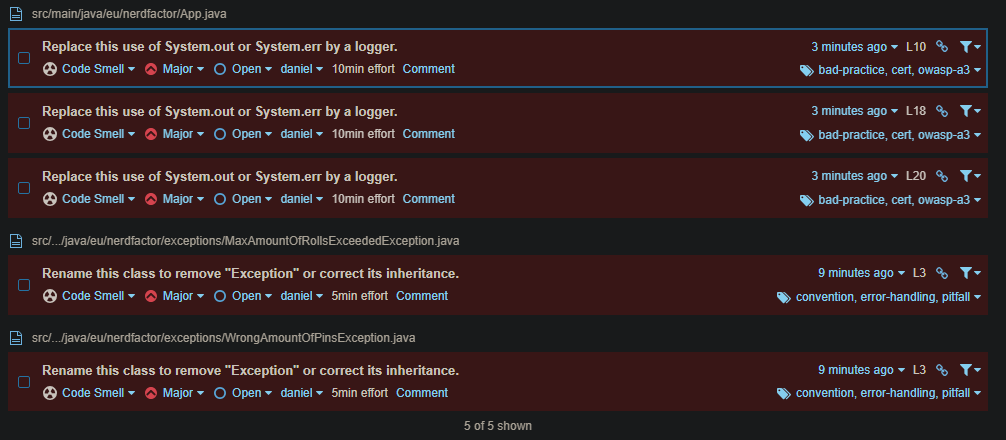 src/main/java/eu/nerdfactor/App.java
Replace this use of System.out or System.err by a logger. 3 minutes ago L10
Code Smell Major Open daniel 10min effort Comment bad-practice, cert, owasp-a3
Replace this use of System.out or System.err by a logger. 3 minutes ago L18
Code Smell Major Open daniel 10min effort Comment bad-practice, cert, owasp-a3
Replace this use of System.out or System.err by a logger. 3 minutes ago L20
Code Smell Major Open daniel 10min effort Comment bad-practice, cert, owasp-a3
src/.../java/eu/nerdfactor/exceptions/MaxAmountOfRollsExceededException.java
Rename this class to remove "Exception" or correct its inheritance. 9 minutes ago L3
Code Smell Major Open daniel 5min effort Comment convention, error-handling, pitfall
src/.../java/eu/nerdfactor/exceptions/WrongAmountOfPinsException.java
Rename this class to remove "Exception" or correct its inheritance. 9 minutes ago L3
Code Smell Major Open daniel 5min effort Comment convention, error-handling, pitfall
5 of 5 shown